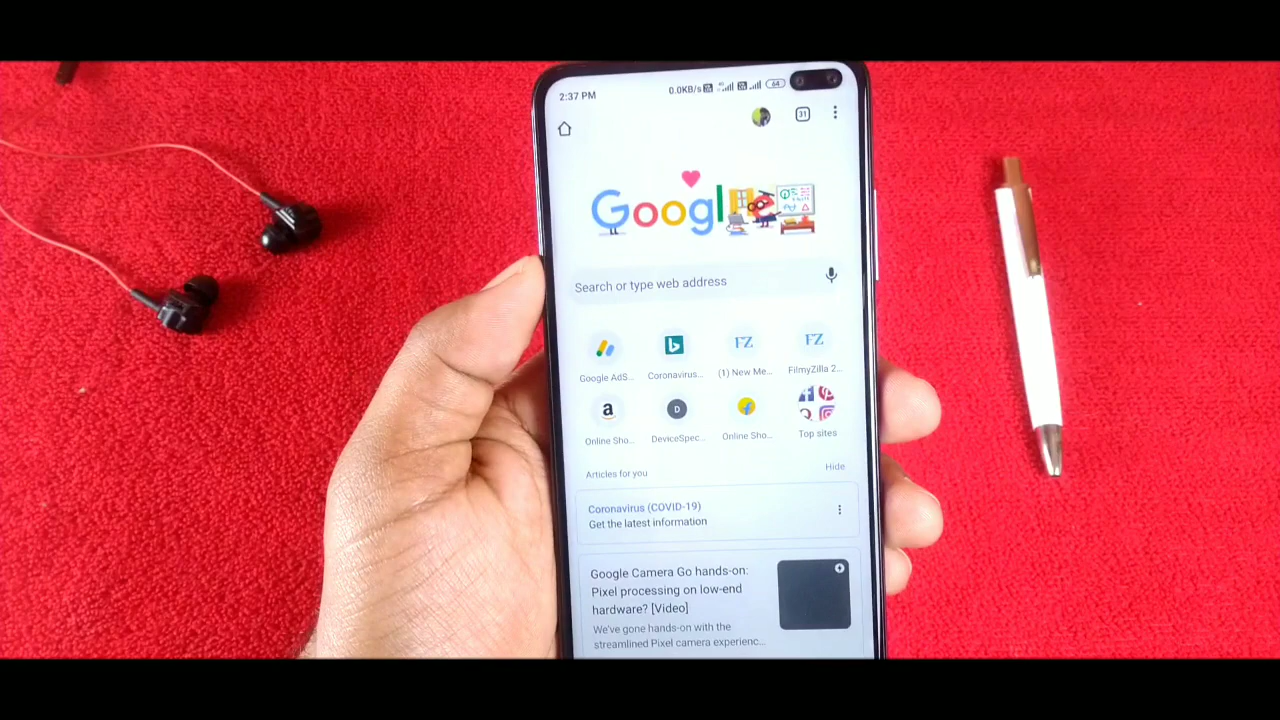 2:37 PM
0.0KB/s
64
31
Google
Search or type web address
Google AdS...
Coronavirus...
FZ
(1) New Me...
FZ
FilmyZilla 2...
a
Online Sho...
D
DeviceSpec...
Online Sho...
Top sites
Articles for you
Hide
Coronavirus (COVID-19)
Get the latest information
Google Camera Go hands-on:
Pixel processing on low-end
hardware? [Video]
We've gone hands-on with the
streamlined Pixel camera experienc...